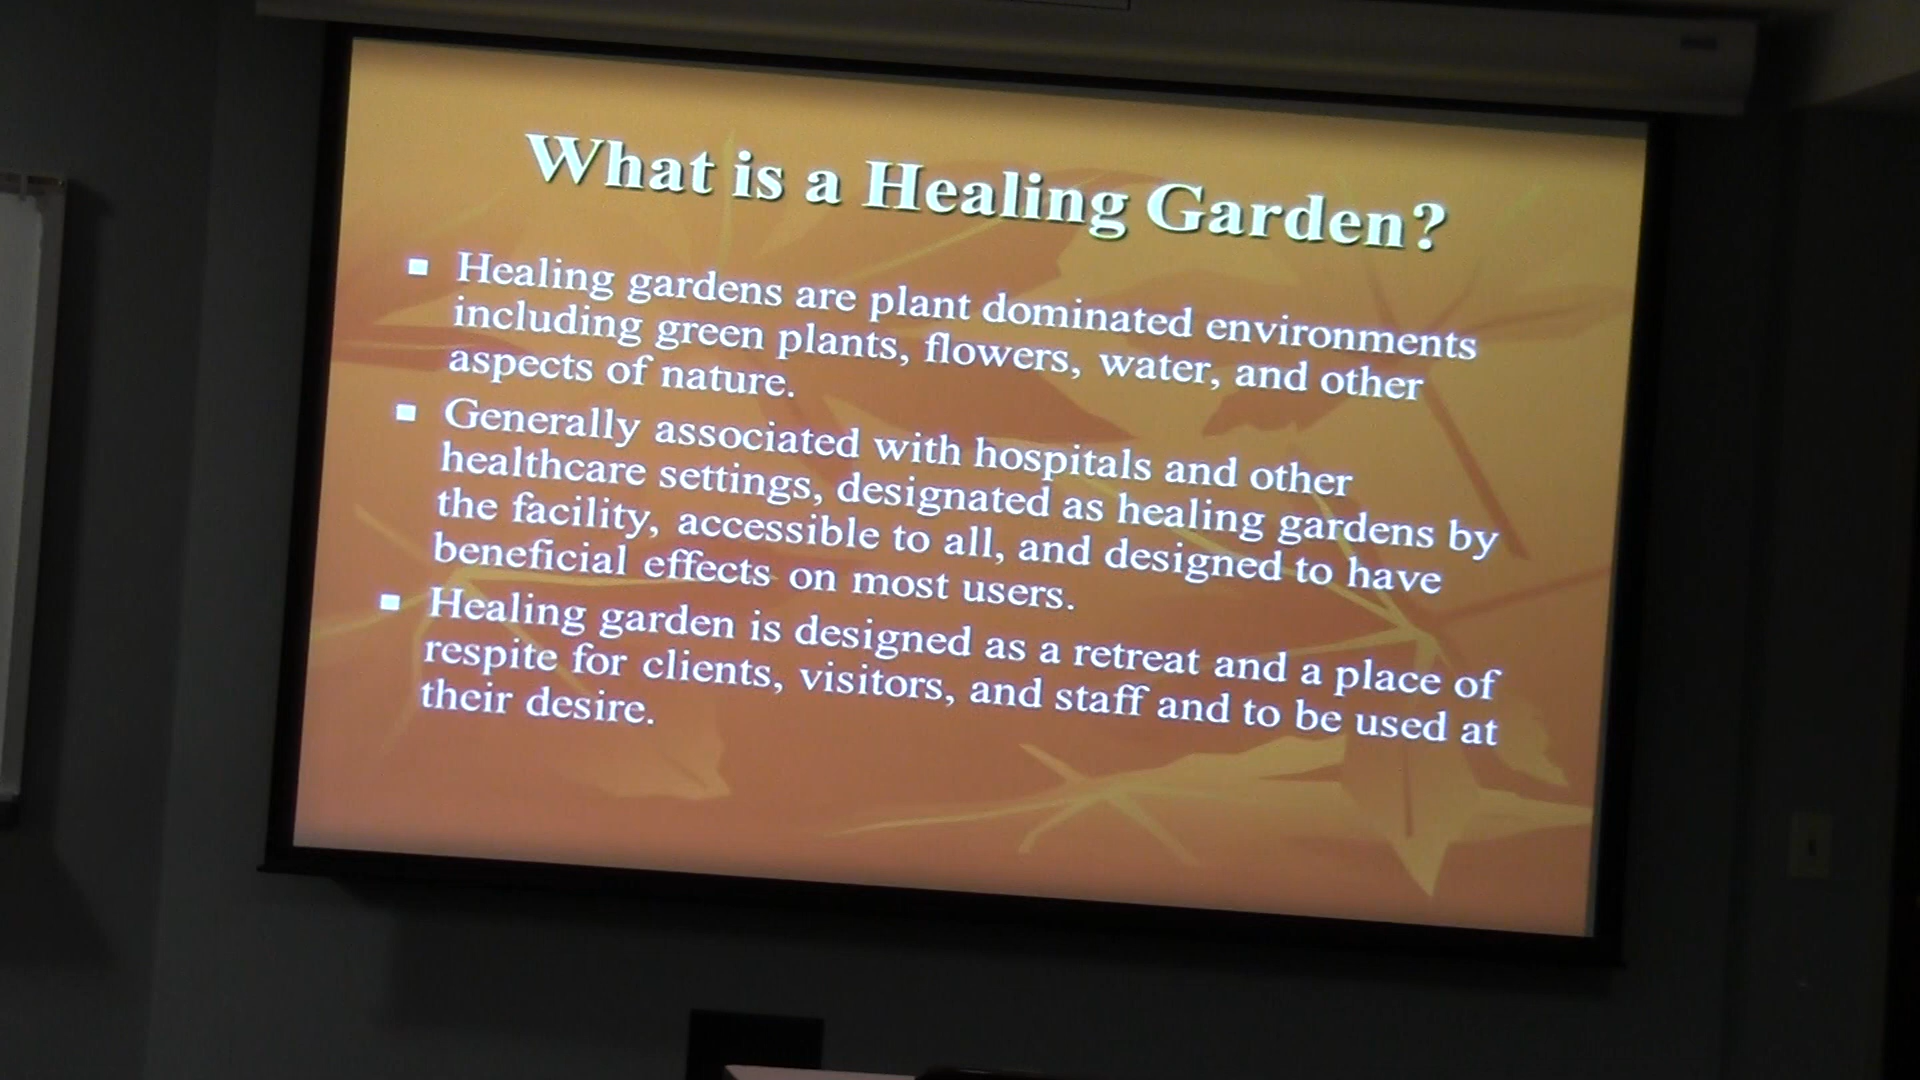 What is a Healing Garden?
Healing gardens are plant dominated environments
including green plants, flowers, water, and other
aspects of nature.
Generally associated with hospitals and other
healthcare settings, designated as healing gardens by
the facility, accessible to all, and designed to have
beneficial effects on most users.
Healing garden is designed as a retreat and a place of
respite for clients, visitors, and staff and to be used at
their desire.